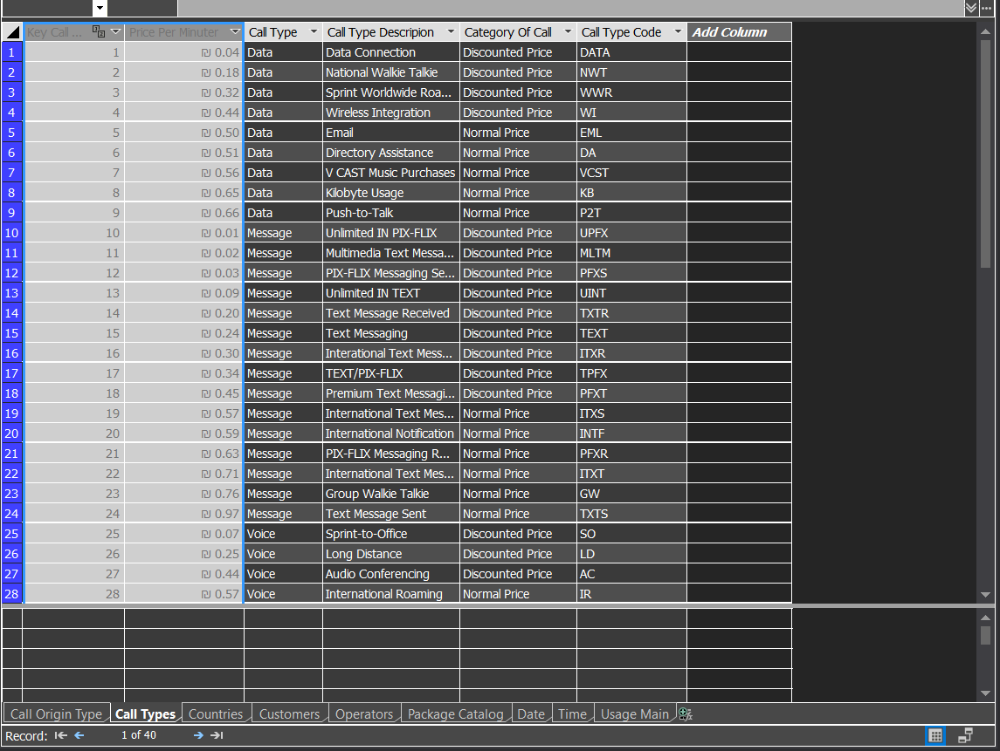 Key Call ... Price Per Minuter Call Type Call Type Descripion Category Of Call Call Type Code Add Column
1 1 ₪ 0.04 Data Data Connection Discounted Price DATA
2 2 ₪ 0.18 Data National Walkie Talkie Discounted Price NWT
3 3 ₪ 0.32 Data Sprint Worldwide Roa... Discounted Price WWR
4 4 ₪ 0.44 Data Wireless Integration Discounted Price WI
5 5 ₪ 0.50 Data Email Normal Price EML
6 6 ₪ 0.51 Data Directory Assistance Normal Price DA
7 7 ₪ 0.56 Data V CAST Music Purchases Normal Price VCST
8 8 ₪ 0.65 Data Kilobyte Usage Normal Price KB
9 9 ₪ 0.66 Data Push-to-Talk Normal Price P2T
10 10 ₪ 0.01 Message Unlimited IN PIX-FLIX Discounted Price UPFX
11 11 ₪ 0.02 Message Multimedia Text Messa... Discounted Price MLTM
12 12 ₪ 0.03 Message PIX-FLIX Messaging Se... Discounted Price PFXS
13 13 ₪ 0.09 Message Unlimited IN TEXT Discounted Price UINT
14 14 ₪ 0.20 Message Text Message Received Discounted Price TXTR
15 15 ₪ 0.24 Message Text Messaging Discounted Price TEXT
16 16 ₪ 0.30 Message Interational Text Mess... Discounted Price ITXR
17 17 ₪ 0.34 Message TEXT/PIX-FLIX Discounted Price TPFX
18 18 ₪ 0.45 Message Premium Text Messagi... Discounted Price PFXT
19 19 ₪ 0.57 Message International Text Mes... Normal Price ITXS
20 20 ₪ 0.59 Message International Notification Normal Price INTF
21 21 ₪ 0.63 Message PIX-FLIX Messaging R... Normal Price PFXR
22 22 ₪ 0.71 Message International Text Mes... Normal Price ITXT
23 23 ₪ 0.76 Message Group Walkie Talkie Normal Price GW
24 24 ₪ 0.97 Message Text Message Sent Normal Price TXTS
25 25 ₪ 0.07 Voice Sprint-to-Office Discounted Price SO
26 26 ₪ 0.25 Voice Long Distance Discounted Price LD
27 27 ₪ 0.44 Voice Audio Conferencing Discounted Price AC
28 28 ₪ 0.57 Voice International Roaming Normal Price IR
Call Origin Type Call Types Countries Customers Operators Package Catalog Date Time Usage Main
Record: 1 of 40